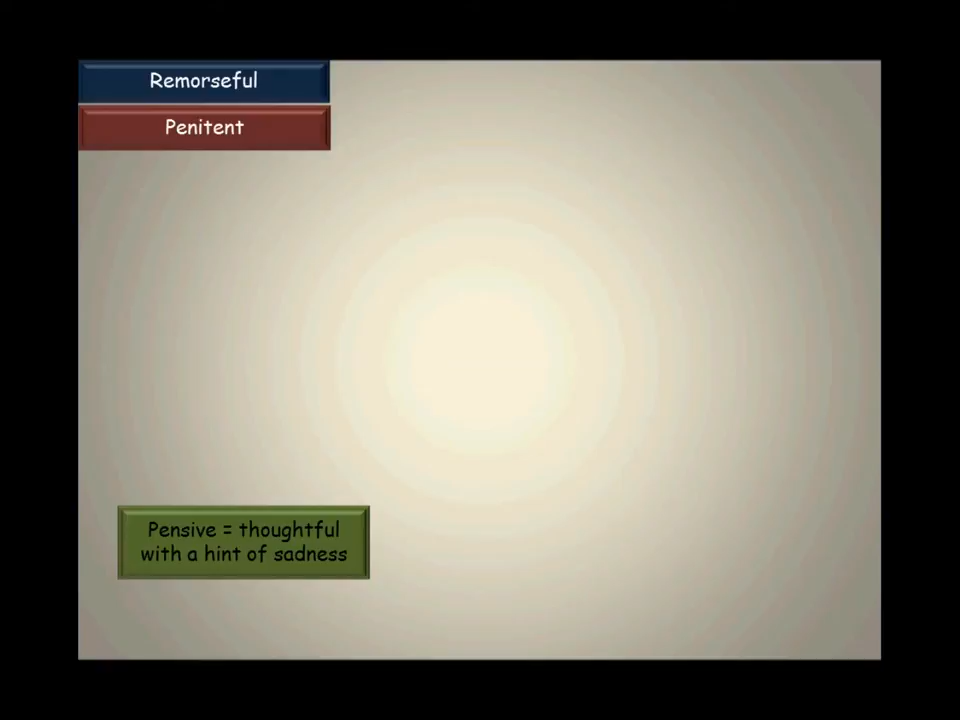 Remorseful
Penitent
Pensive = thoughtful
with a hint of sadness